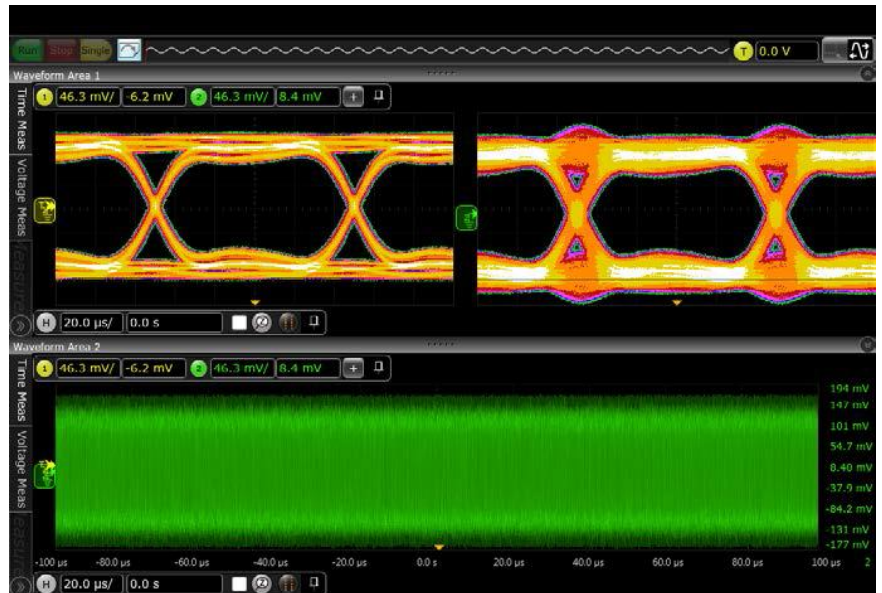 Run Stop Single T 0.0 V
Waveform Area 1
1 46.3 mV/ -6.2 mV 2 46.3 mV/ 8.4 mV +
Time Meas
Voltage Meas
H 20.0 µs/ 0.0 s
Waveform Area 2
1 46.3 mV/ -6.2 mV 2 46.3 mV/ 8.4 mV +
Time Meas
Voltage Meas
194 mV
147 mV
101 mV
54.7 mV
8.40 mV
-37.9 mV
-84.2 mV
-131 mV
-177 mV
-100 µs -80.0 µs -60.0 µs -40.0 µs -20.0 µs 0.0 s 20.0 µs 40.0 µs 60.0 µs 80.0 µs 100 µs 2
H 20.0 µs/ 0.0 s